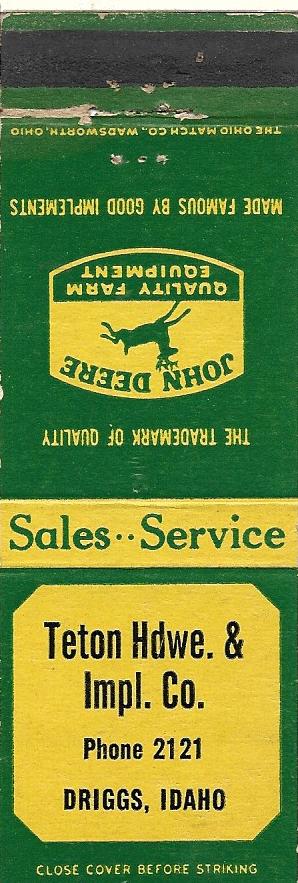 THE OHIO MATCH CO., WADSWORTH, OHIO
THE TRADEMARK OF QUALITY
JOHN DEERE
QUALITY FARM
EQUIPMENT
MADE FAMOUS BY GOOD IMPLEMENTS
Sales··Service
Teton Hdwe. &
Impl. Co.
Phone 2121
DRIGGS, IDAHO
CLOSE COVER BEFORE STRIKING